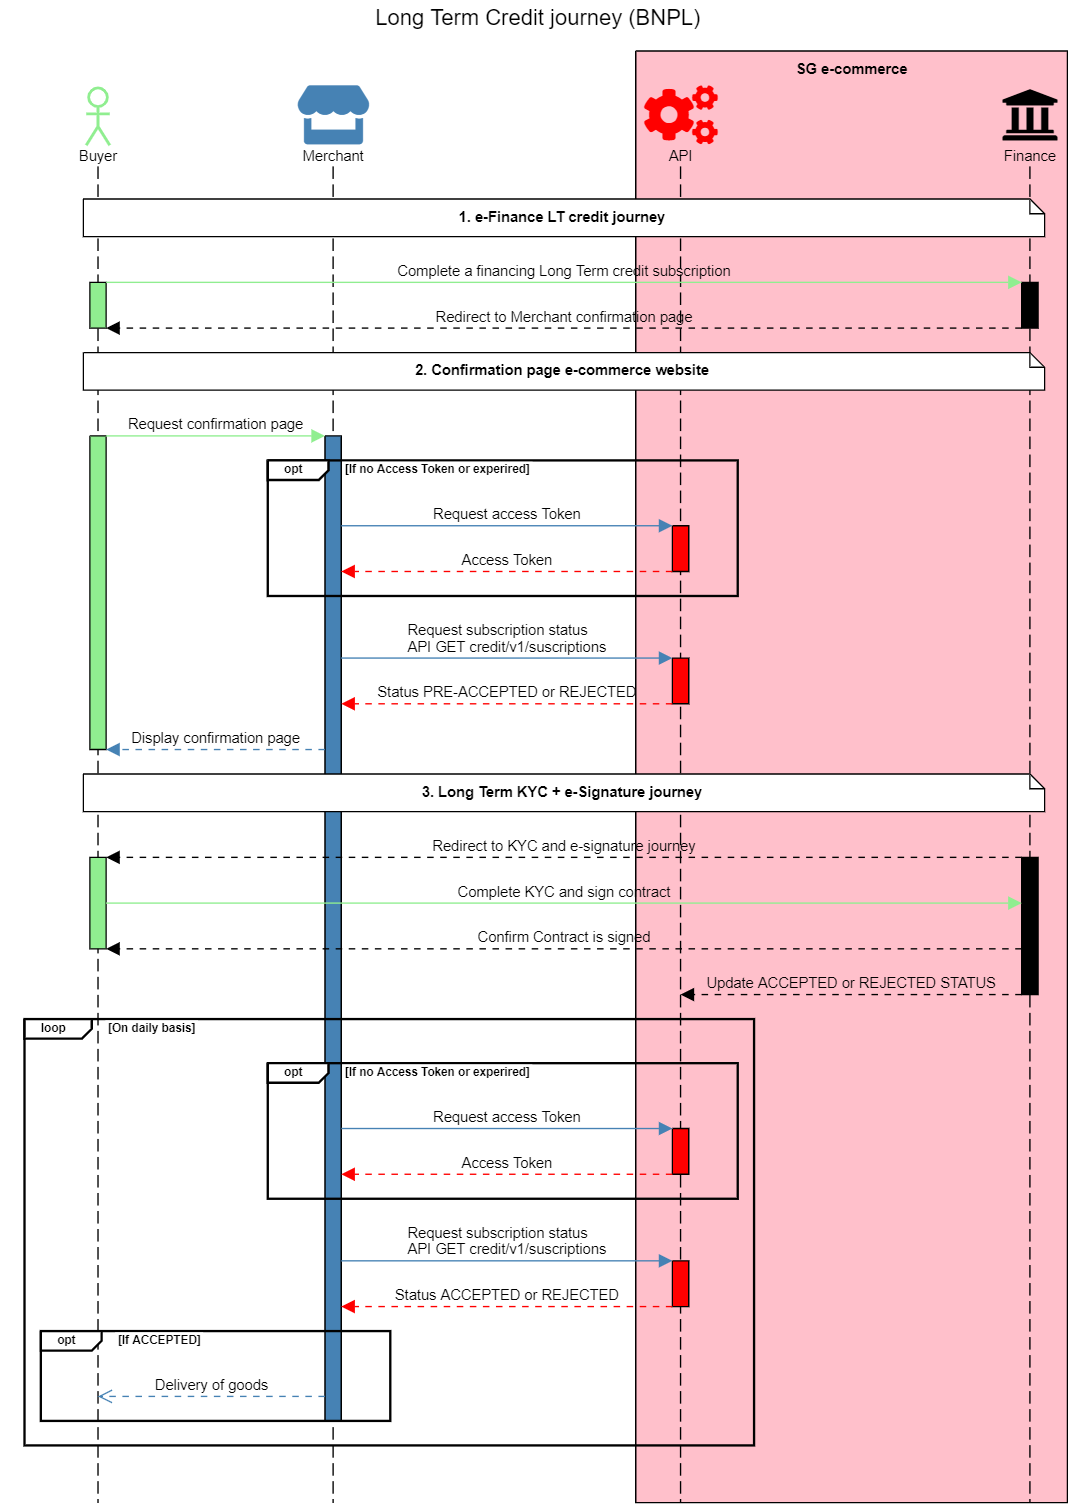 Long Term Credit journey (BNPL)
SG e-commerce
Buyer
Merchant
API
Finance
1. e-Finance LT credit journey
Complete a financing Long Term credit subscription
Redirect to Merchant confirmation page
2. Confirmation page e-commerce website
Request confirmation page
opt
[If no Access Token or experired]
Request access Token
Access Token
Request subscription status
API GET credit/v1/suscriptions
Status PRE-ACCEPTED or REJECTED
Display confirmation page
3. Long Term KYC + e-Signature journey
Redirect to KYC and e-signature journey
Complete KYC and sign contract
Confirm Contract is signed
Update ACCEPTED or REJECTED STATUS
loop
[On daily basis]
opt
[If no Access Token or experired]
Request access Token
Access Token
Request subscription status
API GET credit/v1/suscriptions
Status ACCEPTED or REJECTED
opt
[If ACCEPTED]
Delivery of goods